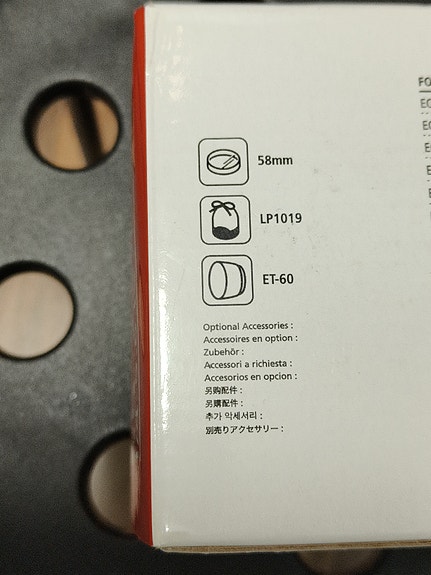 58mm
LP1019
ET-60
Optional Accessories :
Accessoires en option :
Zubehör :
Accessori a richiesta :
Accesorios en opcion :
另购配件 :
另購配件 :
추가 악세서리 :
別売りアクセサリー :
FO
EO